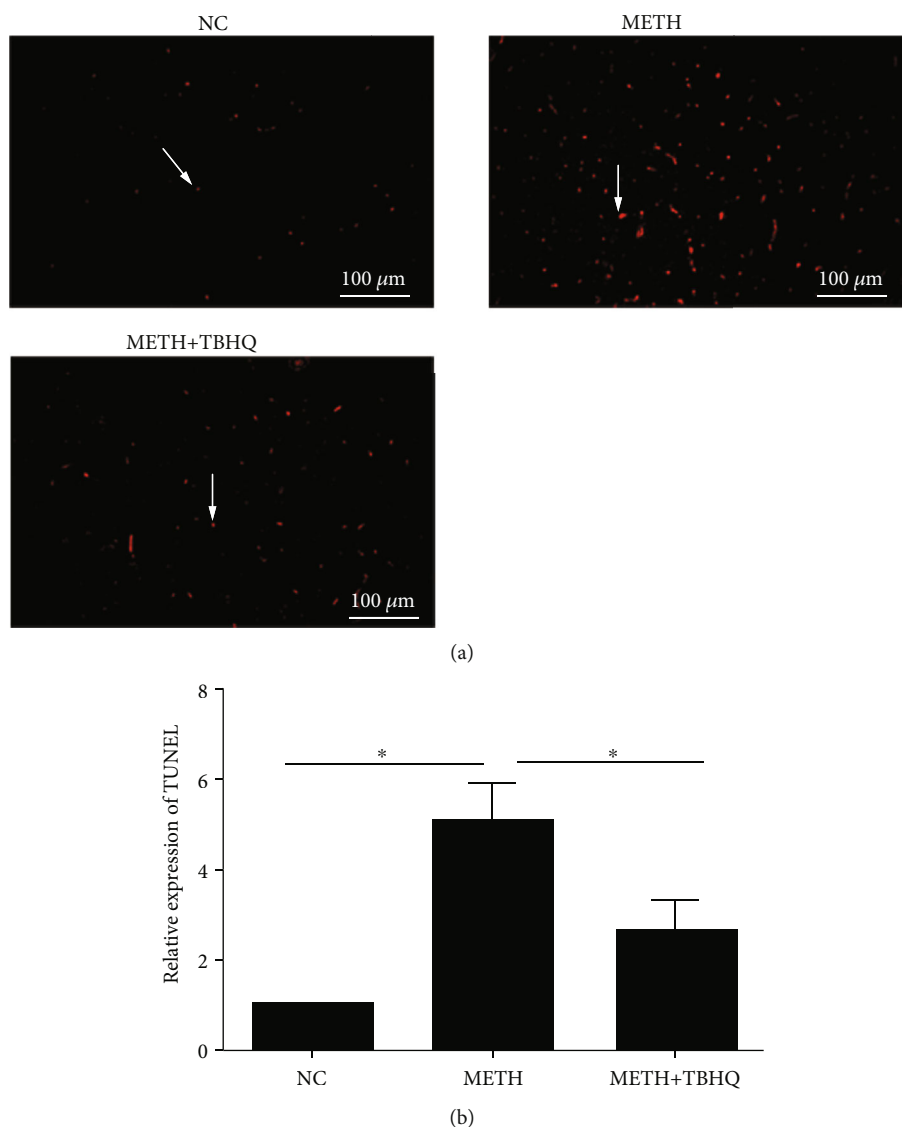 NC
METH
100 μm
100 μm
METH+TBHQ
100 μm
(a)
Relative expression of TUNEL
8
6
4
2
0
*
*
NC
METH
METH+TBHQ
(b)